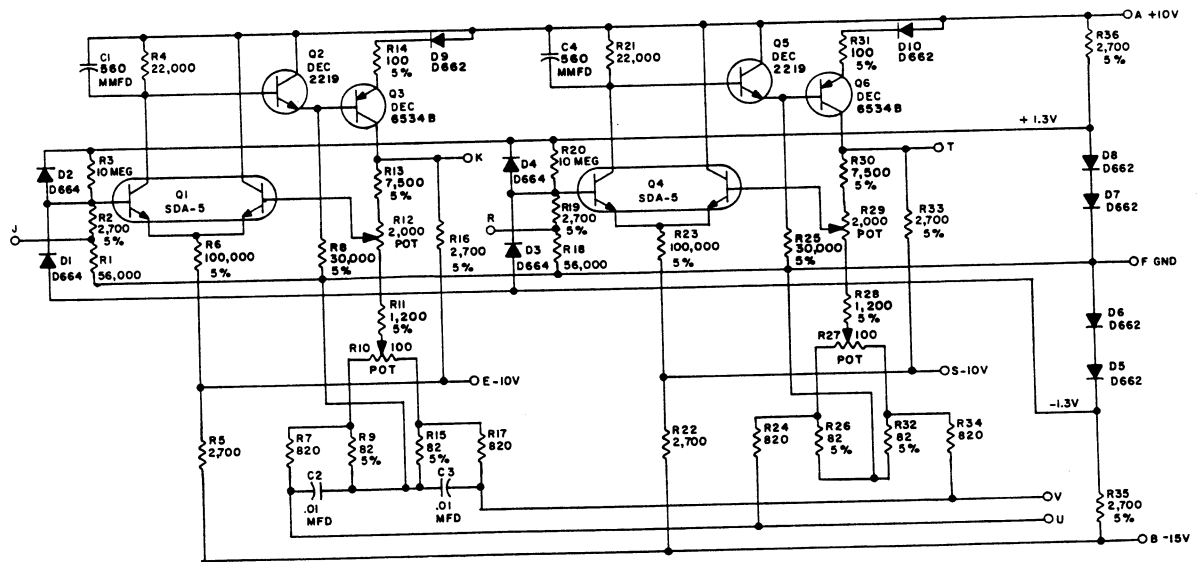 A +10V
C1
560
MMFD
R4
22,000
Q2
DEC
2219
R14
100
5%
D9
D662
Q3
DEC
6534B
C4
560
MMFD
R21
22,000
Q5
DEC
2219
R31
100
5%
D10
D662
Q6
DEC
6534B
R36
2,700
5%
+1.3V
D2
D664
R3
10 MEG
Q1
SDA-5
K
D4
D664
R20
10 MEG
Q4
SDA-5
T
D8
D662
D7
D662
J
R2
2,700
5%
R1
56,000
D1
D664
R6
100,000
5%
R8
30,000
5%
R13
7,500
5%
R12
2,000
POT
R16
2,700
5%
R
R19
2,700
5%
R18
56,000
D3
D664
R23
100,000
5%
R25
30,000
5%
R30
7,500
5%
R29
2,000
POT
R33
2,700
5%
F GND
R11
1,200
5%
R10
100
POT
E -10V
R28
1,200
5%
R27
100
POT
S -10V
D6
D662
D5
D662
-1.3V
R5
2,700
R7
820
R9
82
5%
R15
82
5%
R17
820
C2
.01
MFD
C3
.01
MFD
R22
2,700
R24
820
R26
82
5%
R32
82
5%
R34
820
V
U
R35
2,700
5%
B -15V